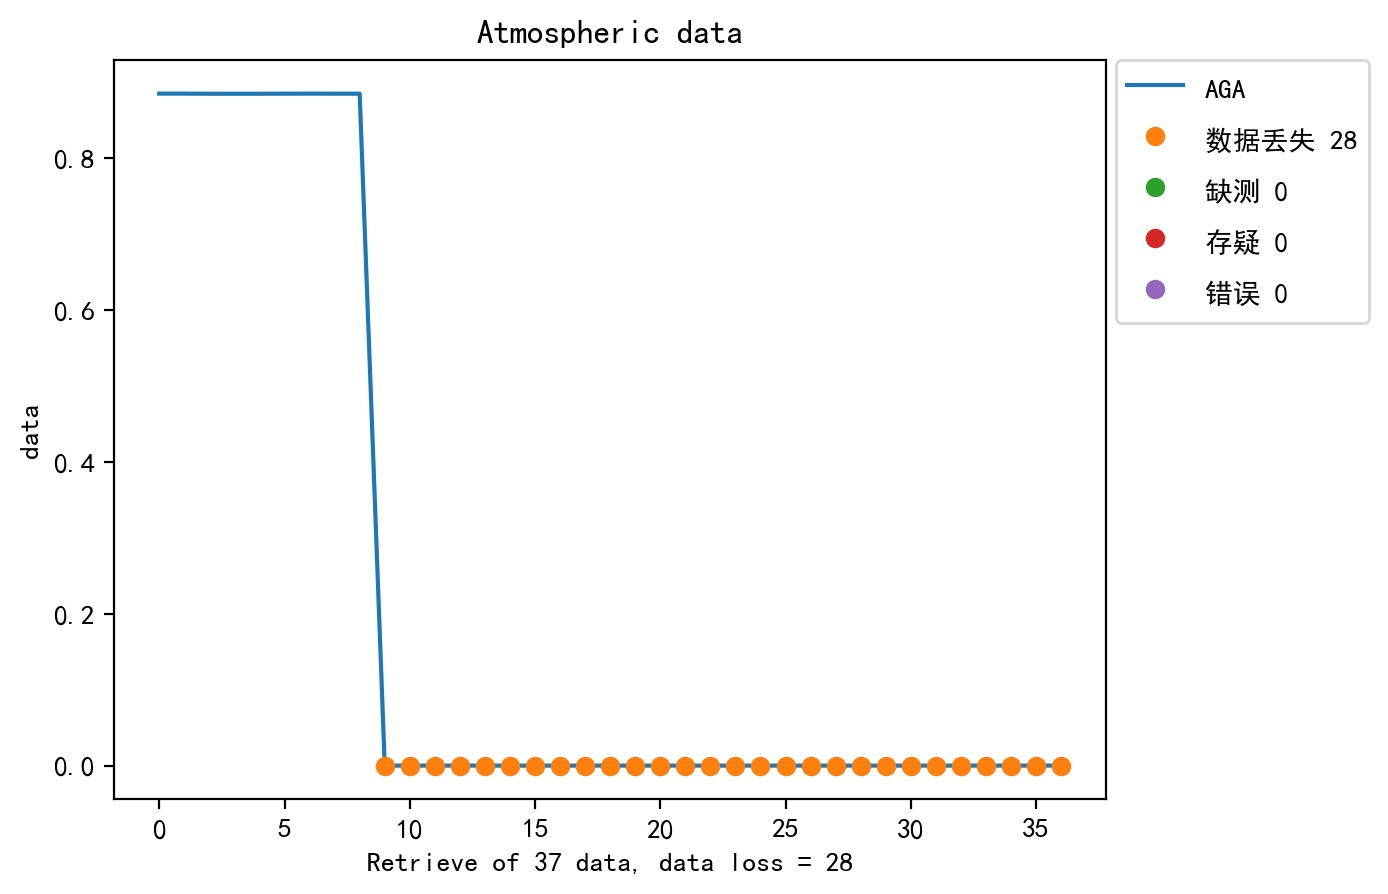 Atmospheric data
AGA
数据丢失 28
缺测 0
存疑 0
错误 0
data
0.8
0.6
0.4
0.2
0.0
0 5 10 15 20 25 30 35
Retrieve of 37 data, data loss = 28